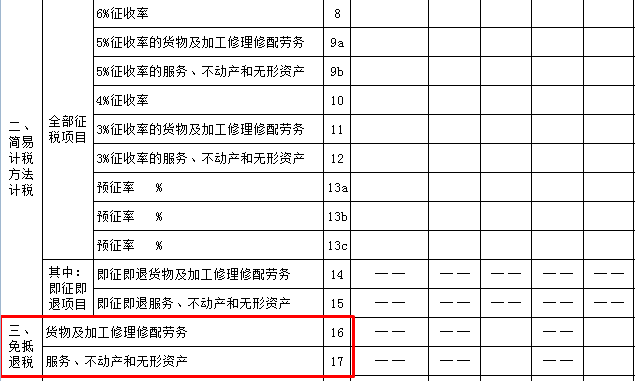 6%征收率 8
5%征收率的货物及加工修理修配劳务 9a
5%征收率的服务、不动产和无形资产 9b
4%征收率 10
3%征收率的货物及加工修理修配劳务 11
3%征收率的服务、不动产和无形资产 12
预征率 % 13a
预征率 % 13b
预征率 % 13c
二、
简易
计税
方法
计税
全部征
税项目
其中：
即征即
退项目
即征即退货物及加工修理修配劳务 14 —— —— —— —— ——
即征即退服务、不动产和无形资产 15 —— —— —— —— ——
三、
免抵
退税
货物及加工修理修配劳务 16 —— —— ——
服务、不动产和无形资产 17 —— —— ——